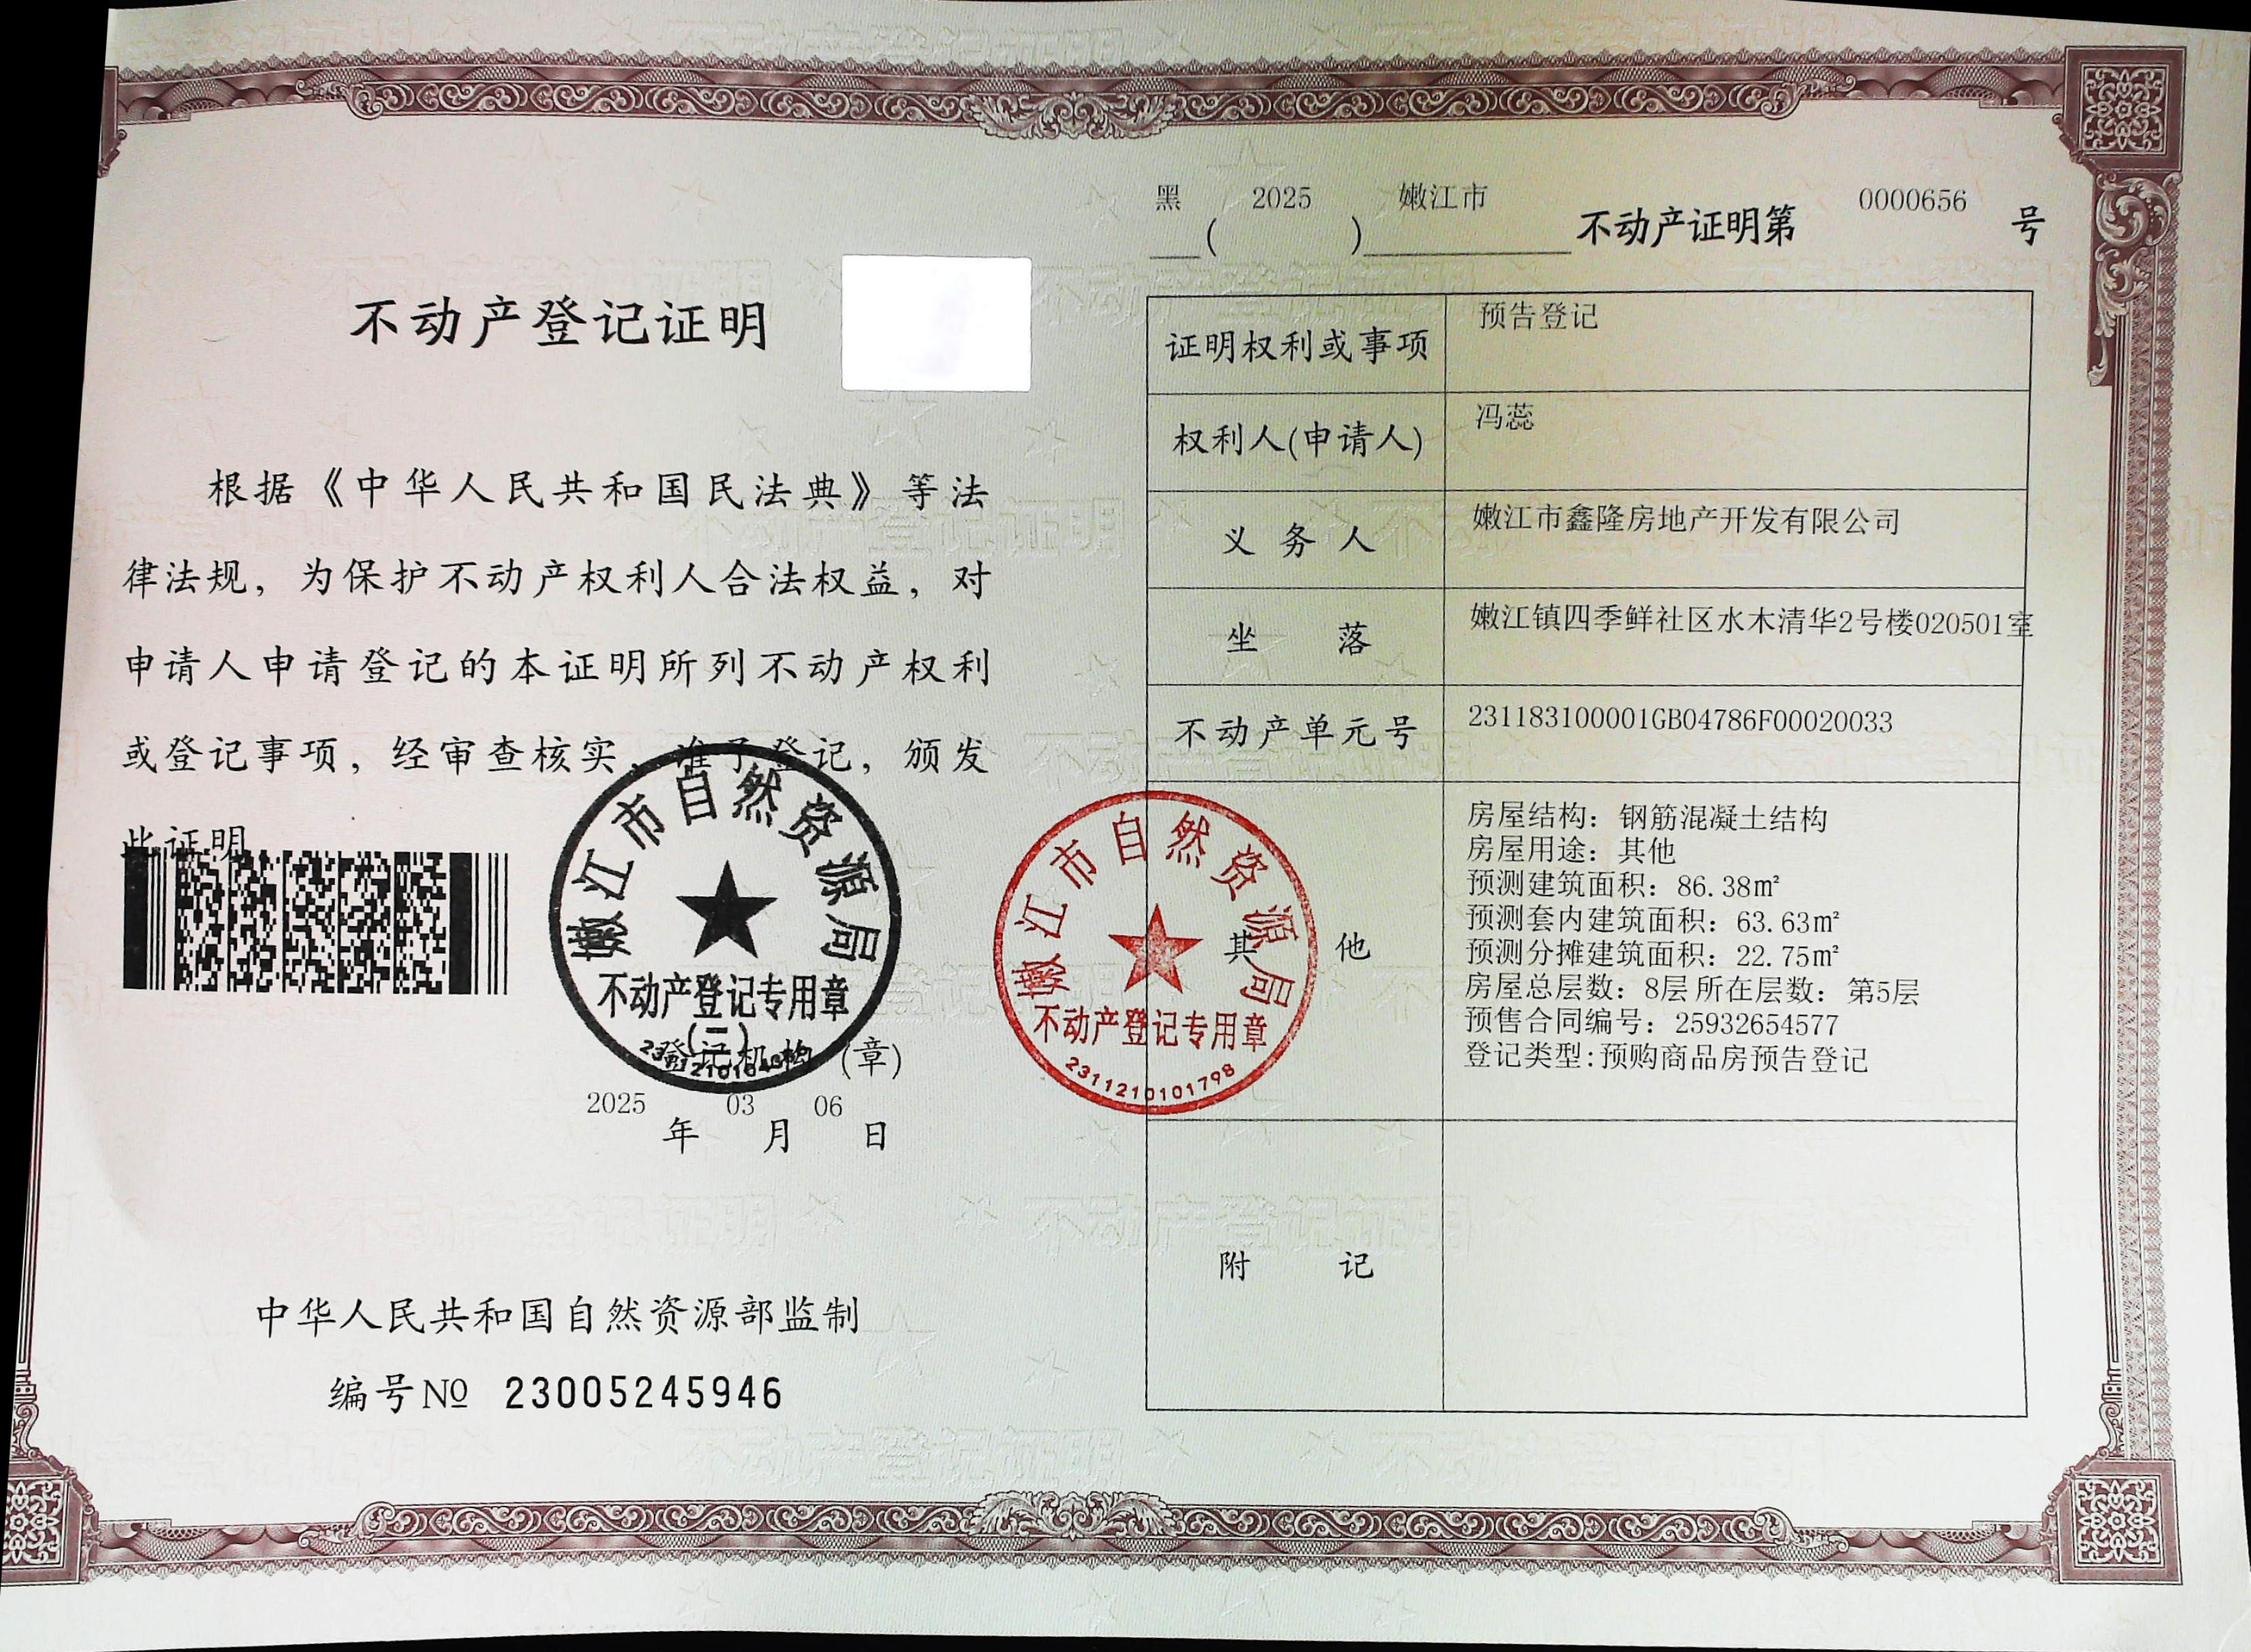 不动产登记证明
根据《中华人民共和国民法典》等法
律法规，为保护不动产权利人合法权益，对
申请人申请登记的本证明所列不动产权利
或登记事项，经审查核实，准予登记，颁发
此证明
嫩江市自然资源局
不动产登记专用章
(二)
登记机构 (章)
2025 03 06
年 月 日
中华人民共和国自然资源部监制
编号№ 23005245946
黑 2025 嫩江市 0000656
( ) 不动产证明第 号
证明权利或事项 预告登记
权利人(申请人) 冯蕊
义务人 嫩江市鑫隆房地产开发有限公司
坐落 嫩江镇四季鲜社区水木清华2号楼020501室
不动产单元号 231183100001GB04786F00020033
其他
房屋结构：钢筋混凝土结构
房屋用途：其他
预测建筑面积：86.38㎡
预测套内建筑面积：63.63㎡
预测分摊建筑面积：22.75㎡
房屋总层数：8层 所在层数：第5层
预售合同编号：25932654577
登记类型:预购商品房预告登记
嫩江市自然资源局
不动产登记专用章
2311210101798
附记